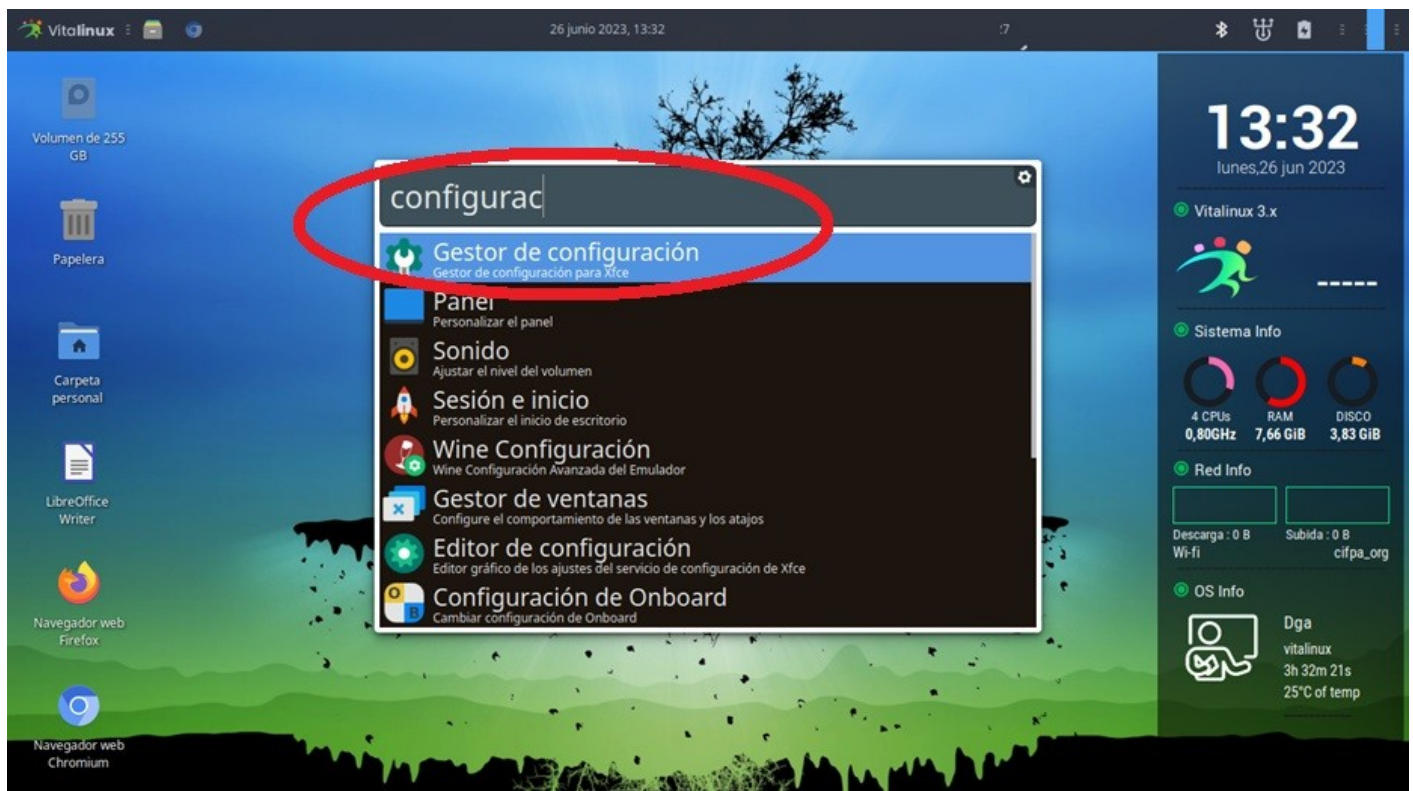 Vitalinux
26 junio 2023, 13:32
:7
Volumen de 255
GB
Papelera
Carpeta
personal
LibreOffice
Writer
Navegador web
Firefox
Navegador web
Chromium
configurac
Gestor de configuración
Gestor de configuración para Xfce
Panel
Personalizar el panel
Sonido
Ajustar el nivel del volumen
Sesión e inicio
Personalizar el inicio de escritorio
Wine Configuración
Wine Configuración Avanzada del Emulador
Gestor de ventanas
Configure el comportamiento de las ventanas y los atajos
Editor de configuración
Editor gráfico de los ajustes del servicio de configuración de Xfce
Configuración de Onboard
Cambiar configuración de Onboard
13:32
lunes,26 jun 2023
Vitalinux 3.x
-----
Sistema Info
4 CPUs RAM DISCO
0,80GHz 7,66 GiB 3,83 GiB
Red Info
Descarga : 0 B Subida : 0 B
Wi-fi cifpa_org
OS Info
Dga
vitalinux
3h 32m 21s
25°C of temp